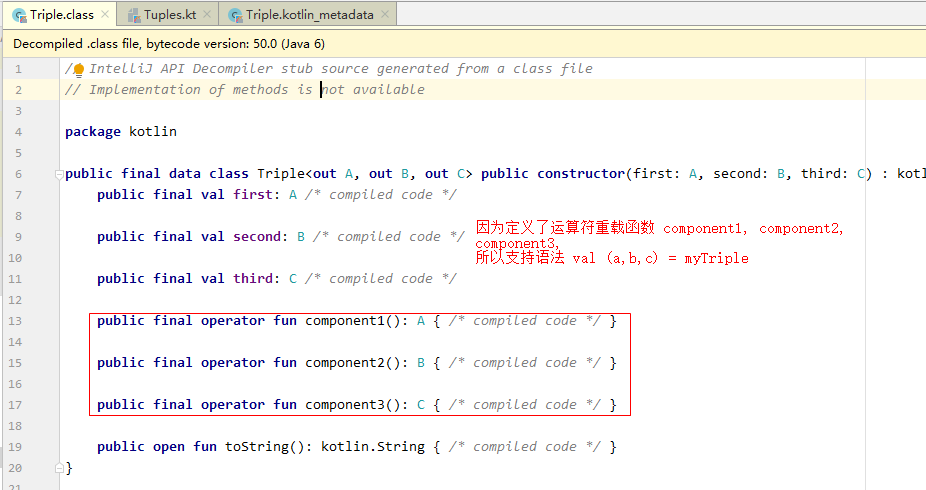 Triple.class Tuples.kt Triple.kotlin_metadata
Decompiled .class file, bytecode version: 50.0 (Java 6)
1 // IntelliJ API Decompiler stub source generated from a class file
2 // Implementation of methods is not available
3
4 package kotlin
5
6 public final data class Triple<out A, out B, out C> public constructor(first: A, second: B, third: C) : kotl
7 public final val first: A /* compiled code */
8
9 public final val second: B /* compiled code */
10
11 public final val third: C /* compiled code */
12
因为定义了运算符重载函数 component1, component2,
component3,
所以支持语法 val (a,b,c) = myTriple
13 public final operator fun component1(): A { /* compiled code */ }
14
15 public final operator fun component2(): B { /* compiled code */ }
16
17 public final operator fun component3(): C { /* compiled code */ }
18
19 public open fun toString(): kotlin.String { /* compiled code */ }
20 }
21